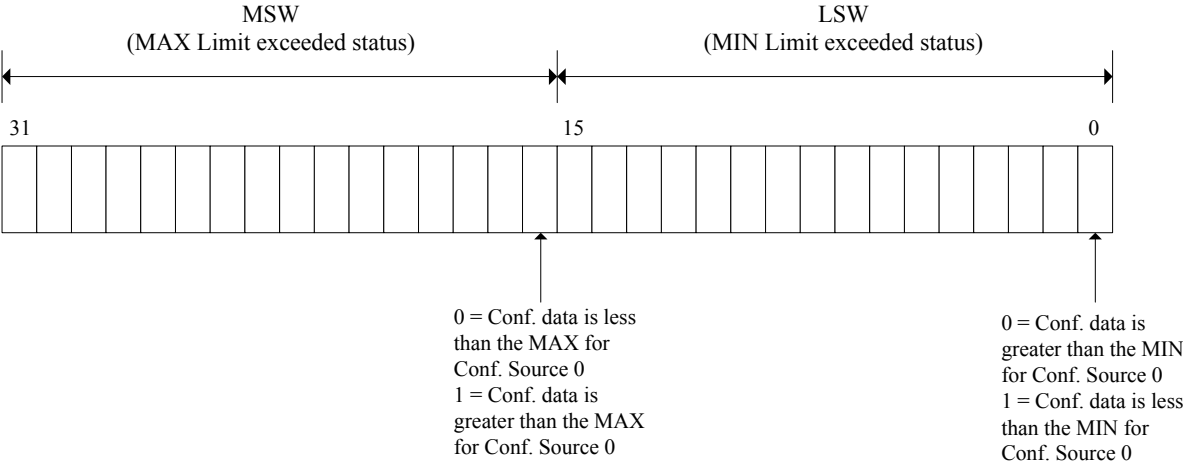 MSW
(MAX Limit exceeded status)
LSW
(MIN Limit exceeded status)
31
15
0
0 = Conf. data is less
than the MAX for
Conf. Source 0
1 = Conf. data is
greater than the MAX
for Conf. Source 0
0 = Conf. data is
greater than the MIN
for Conf. Source 0
1 = Conf. data is less
than the MIN for
Conf. Source 0